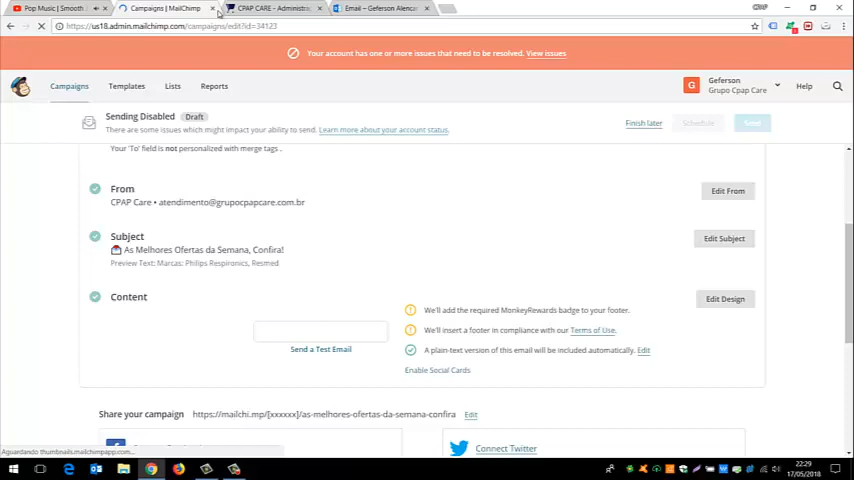 Pop Music | Smooth
Campaigns | MailChimp
CPAP CARE - Administra
Email – Geferson Alencar
CPAP
https://us18.admin.mailchimp.com/campaigns/edit?id=34123
Your account has one or more issues that need to be resolved. View issues
Campaigns
Templates
Lists
Reports
G
Geferson
Grupo Cpap Care
Help
Sending Disabled Draft
There are some issues which might impact your ability to send. Learn more about your account status.
Finish later
Schedule
Send
Your 'To' field is not personalized with merge tags .
From
CPAP Care • atendimento@grupocpapcare.com.br
Edit From
Subject
As Melhores Ofertas da Semana, Confira!
Preview Text: Marcas: Philips Respironics, Resmed
Edit Subject
Content
Edit Design
We'll add the required MonkeyRewards badge to your footer.
We'll insert a footer in compliance with our Terms of Use.
A plain-text version of this email will be included automatically. Edit
Send a Test Email
Enable Social Cards
Share your campaign https://mailchi.mp/[xxxxxx]/as-melhores-ofertas-da-semana-confira Edit
Connect Twitter
Aguardando thumbnails.mailchimpapp.com...
22:29
17/05/2018